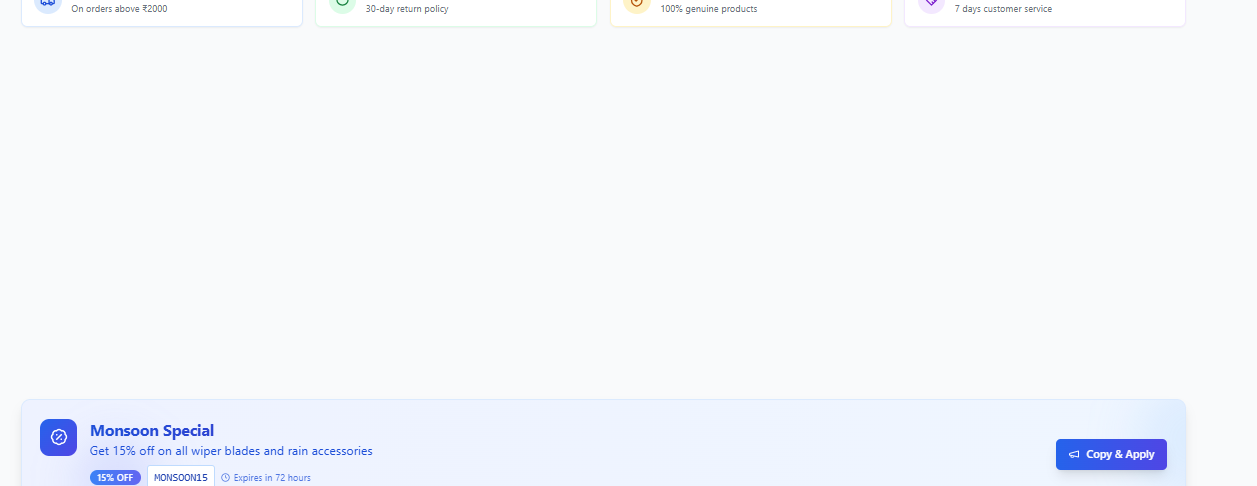 On orders above ₹2000
30-day return policy
100% genuine products
7 days customer service
Monsoon Special
Get 15% off on all wiper blades and rain accessories
15% OFF MONSOON15 Expires in 72 hours
Copy & Apply